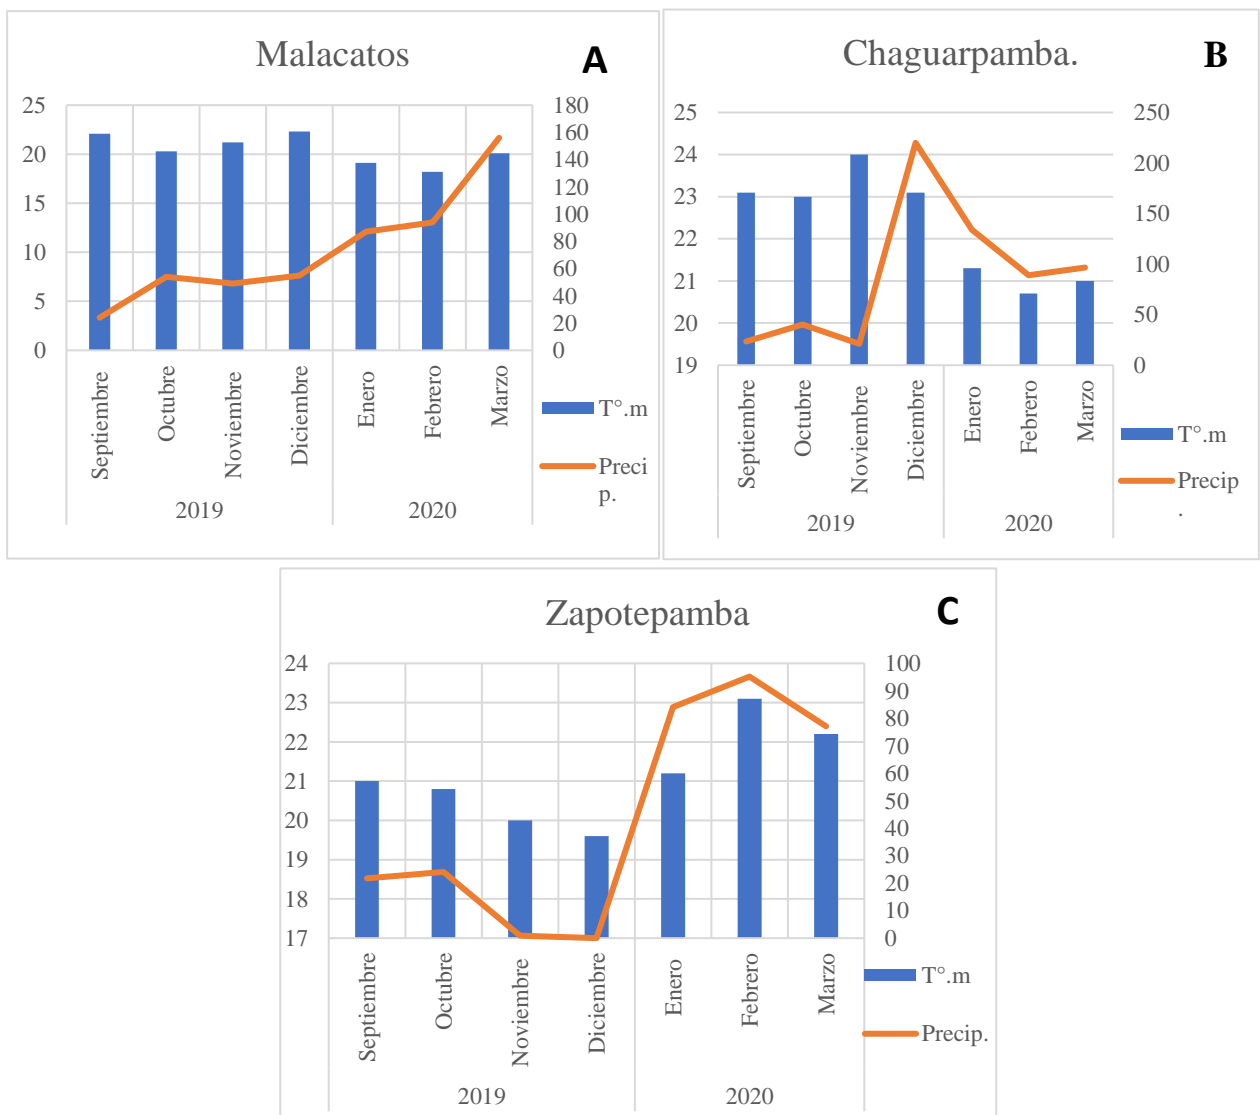 Malacatos
A
25
20
15
10
5
0
180
160
140
120
100
80
60
40
20
0
Septiembre
Octubre
Noviembre
Diciembre
Enero
Febrero
Marzo
2019
2020
T°.m
Preci
p.
Chaguarpamba.
B
25
24
23
22
21
20
19
250
200
150
100
50
0
Septiembre
Octubre
Noviembre
Diciembre
Enero
Febrero
Marzo
2019
2020
T°.m
Precip
.
Zapotepamba
C
24
23
22
21
20
19
18
17
100
90
80
70
60
50
40
30
20
10
0
Septiembre
Octubre
Noviembre
Diciembre
Enero
Febrero
Marzo
2019
2020
T°.m
Precip.